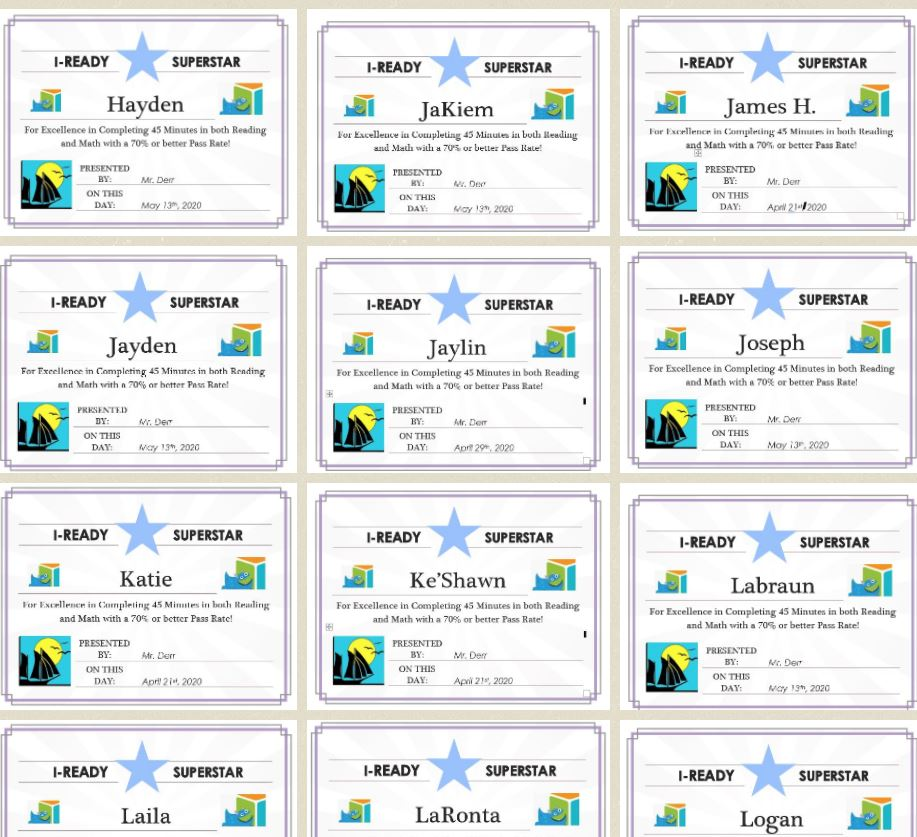 I-READY SUPERSTAR
Hayden
For Excellence in Completing 45 Minutes in both Reading
and Math with a 70% or better Pass Rate!
PRESENTED
BY: Mr. Derr
ON THIS
DAY: May 13th, 2020
I-READY SUPERSTAR
JaKiem
For Excellence in Completing 45 Minutes in both Reading
and Math with a 70% or better Pass Rate!
PRESENTED
BY: Mr. Derr
ON THIS
DAY: May 13th, 2020
I-READY SUPERSTAR
James H.
For Excellence in Completing 45 Minutes in both Reading
and Math with a 70% or better Pass Rate!
PRESENTED
BY: Mr. Derr
ON THIS
DAY: April 21st, 2020
I-READY SUPERSTAR
Jayden
For Excellence in Completing 45 Minutes in both Reading
and Math with a 70% or better Pass Rate!
PRESENTED
BY: Mr. Derr
ON THIS
DAY: May 13th, 2020
I-READY SUPERSTAR
Jaylin
For Excellence in Completing 45 Minutes in both Reading
and Math with a 70% or better Pass Rate!
PRESENTED
BY: Mr. Derr
ON THIS
DAY: April 29th, 2020
I-READY SUPERSTAR
Joseph
For Excellence in Completing 45 Minutes in both Reading
and Math with a 70% or better Pass Rate!
PRESENTED
BY: Mr. Derr
ON THIS
DAY: May 13th, 2020
I-READY SUPERSTAR
Katie
For Excellence in Completing 45 Minutes in both Reading
and Math with a 70% or better Pass Rate!
PRESENTED
BY: Mr. Derr
ON THIS
DAY: April 21st, 2020
I-READY SUPERSTAR
Ke'Shawn
For Excellence in Completing 45 Minutes in both Reading
and Math with a 70% or better Pass Rate!
PRESENTED
BY: Mr. Derr
ON THIS
DAY: April 21st, 2020
I-READY SUPERSTAR
Labraun
For Excellence in Completing 45 Minutes in both Reading
and Math with a 70% or better Pass Rate!
PRESENTED
BY: Mr. Derr
ON THIS
DAY: May 13th, 2020
I-READY SUPERSTAR
Laila
I-READY SUPERSTAR
LaRonta
I-READY SUPERSTAR
Logan